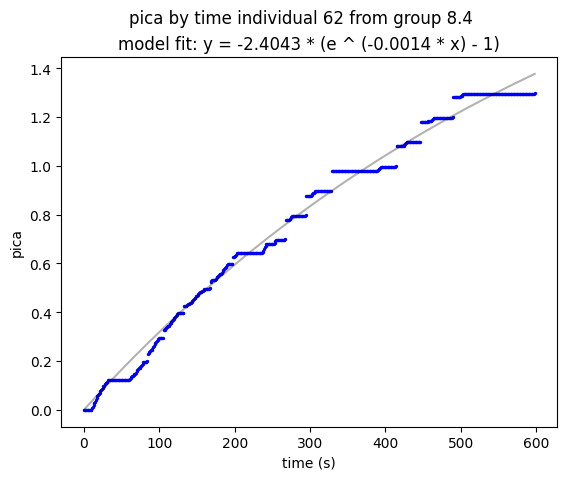 pica by time individual 62 from group 8.4
model fit: y = -2.4043 * (e ^ (-0.0014 * x) - 1)
1.4
1.2
1.0
0.8
0.6
0.4
0.2
0.0
pica
0 100 200 300 400 500 600
time (s)